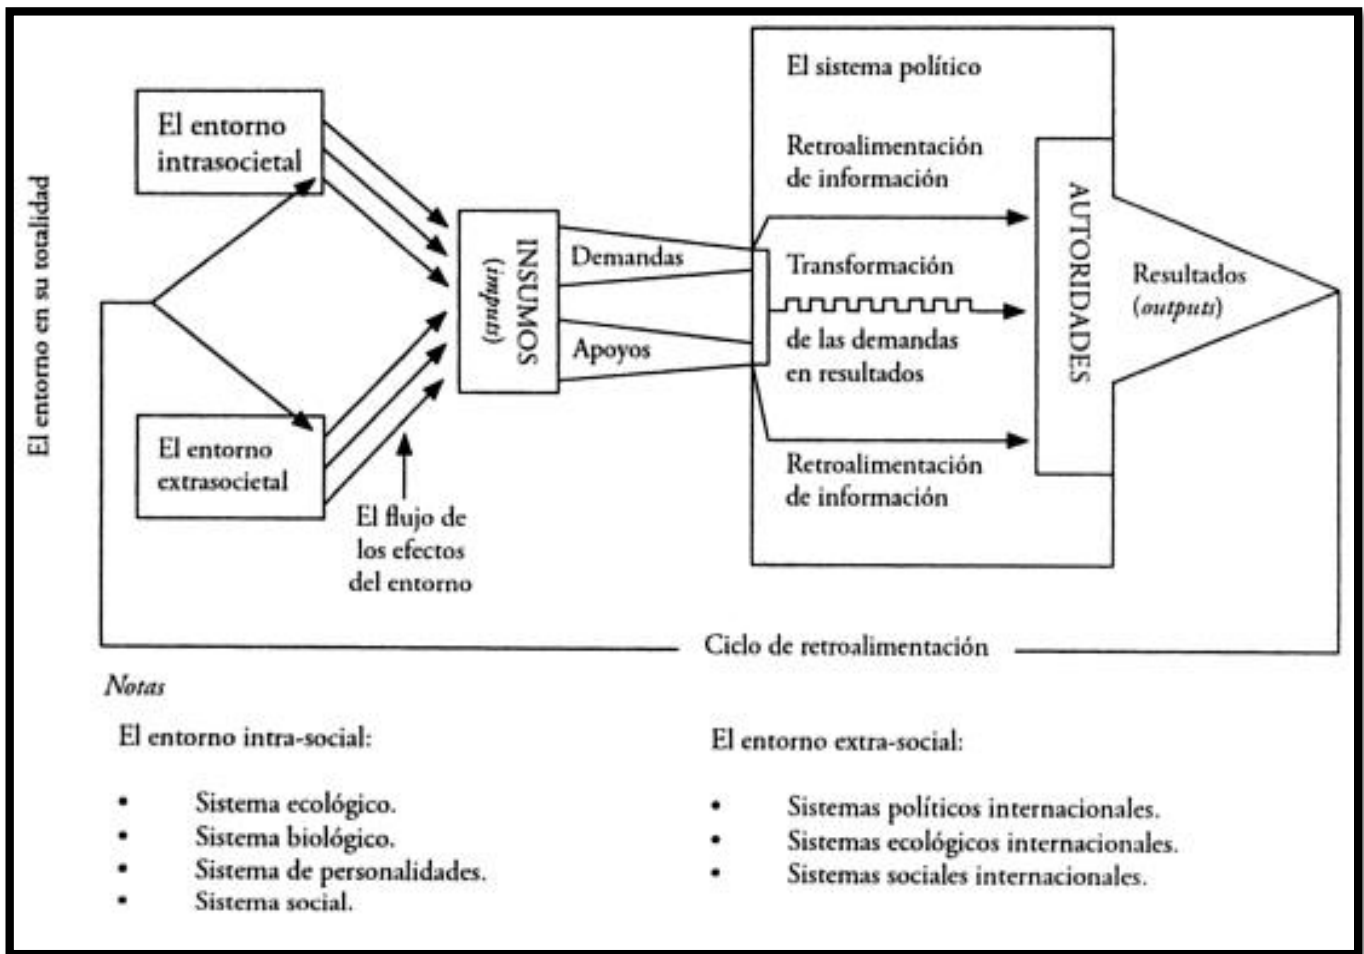 El entorno en su totalidad
El entorno
intrasocietal
El entorno
extrasocietal
El flujo de
los efectos
del entorno
INSUMOS
(inputs)
Demandas
Apoyos
El sistema político
Retroalimentación
de información
Transformación
de las demandas
en resultados
Retroalimentación
de información
AUTORIDADES
Resultados
(outputs)
Ciclo de retroalimentación
Notas
El entorno intra-social:
• Sistema ecológico.
• Sistema biológico.
• Sistema de personalidades.
• Sistema social.
El entorno extra-social:
• Sistemas políticos internacionales.
• Sistemas ecológicos internacionales.
• Sistemas sociales internacionales.